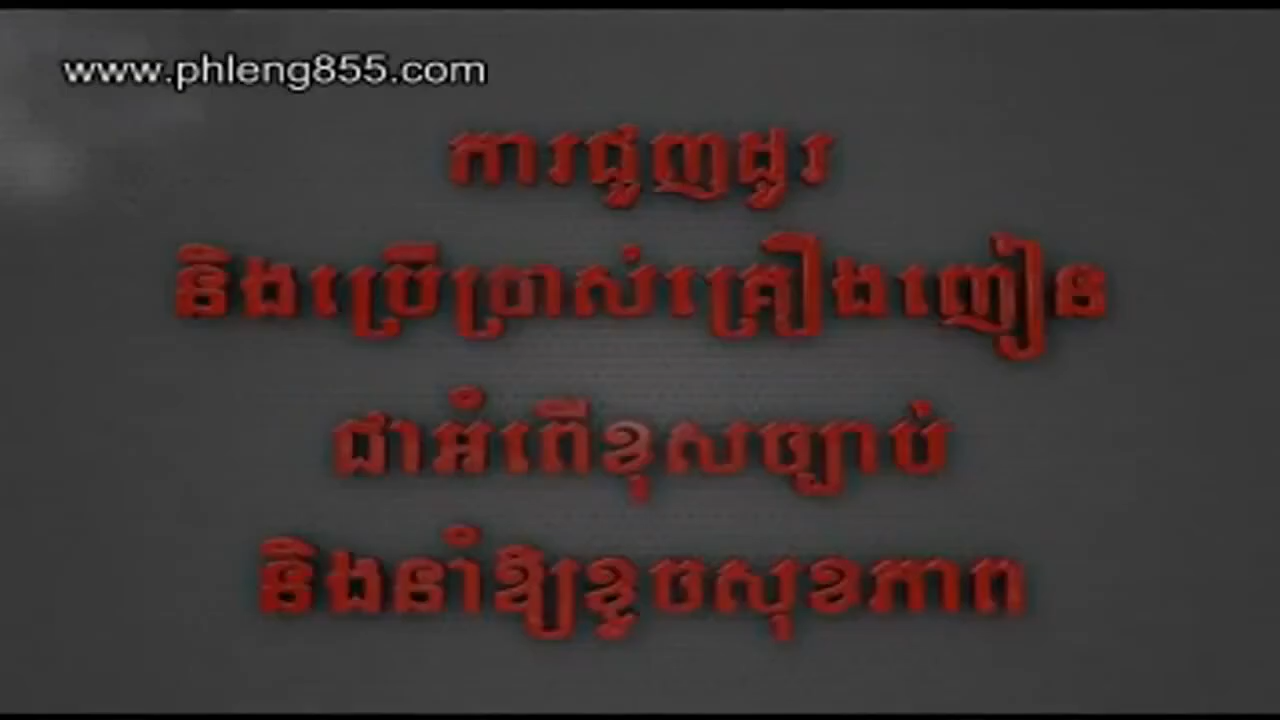 www.phleng855.com
ការជួញដូរ
និងប្រើប្រាស់គ្រឿងញៀន
ជាអំពើខុសច្បាប់
និងនាំឱ្យខូចសុខភាព